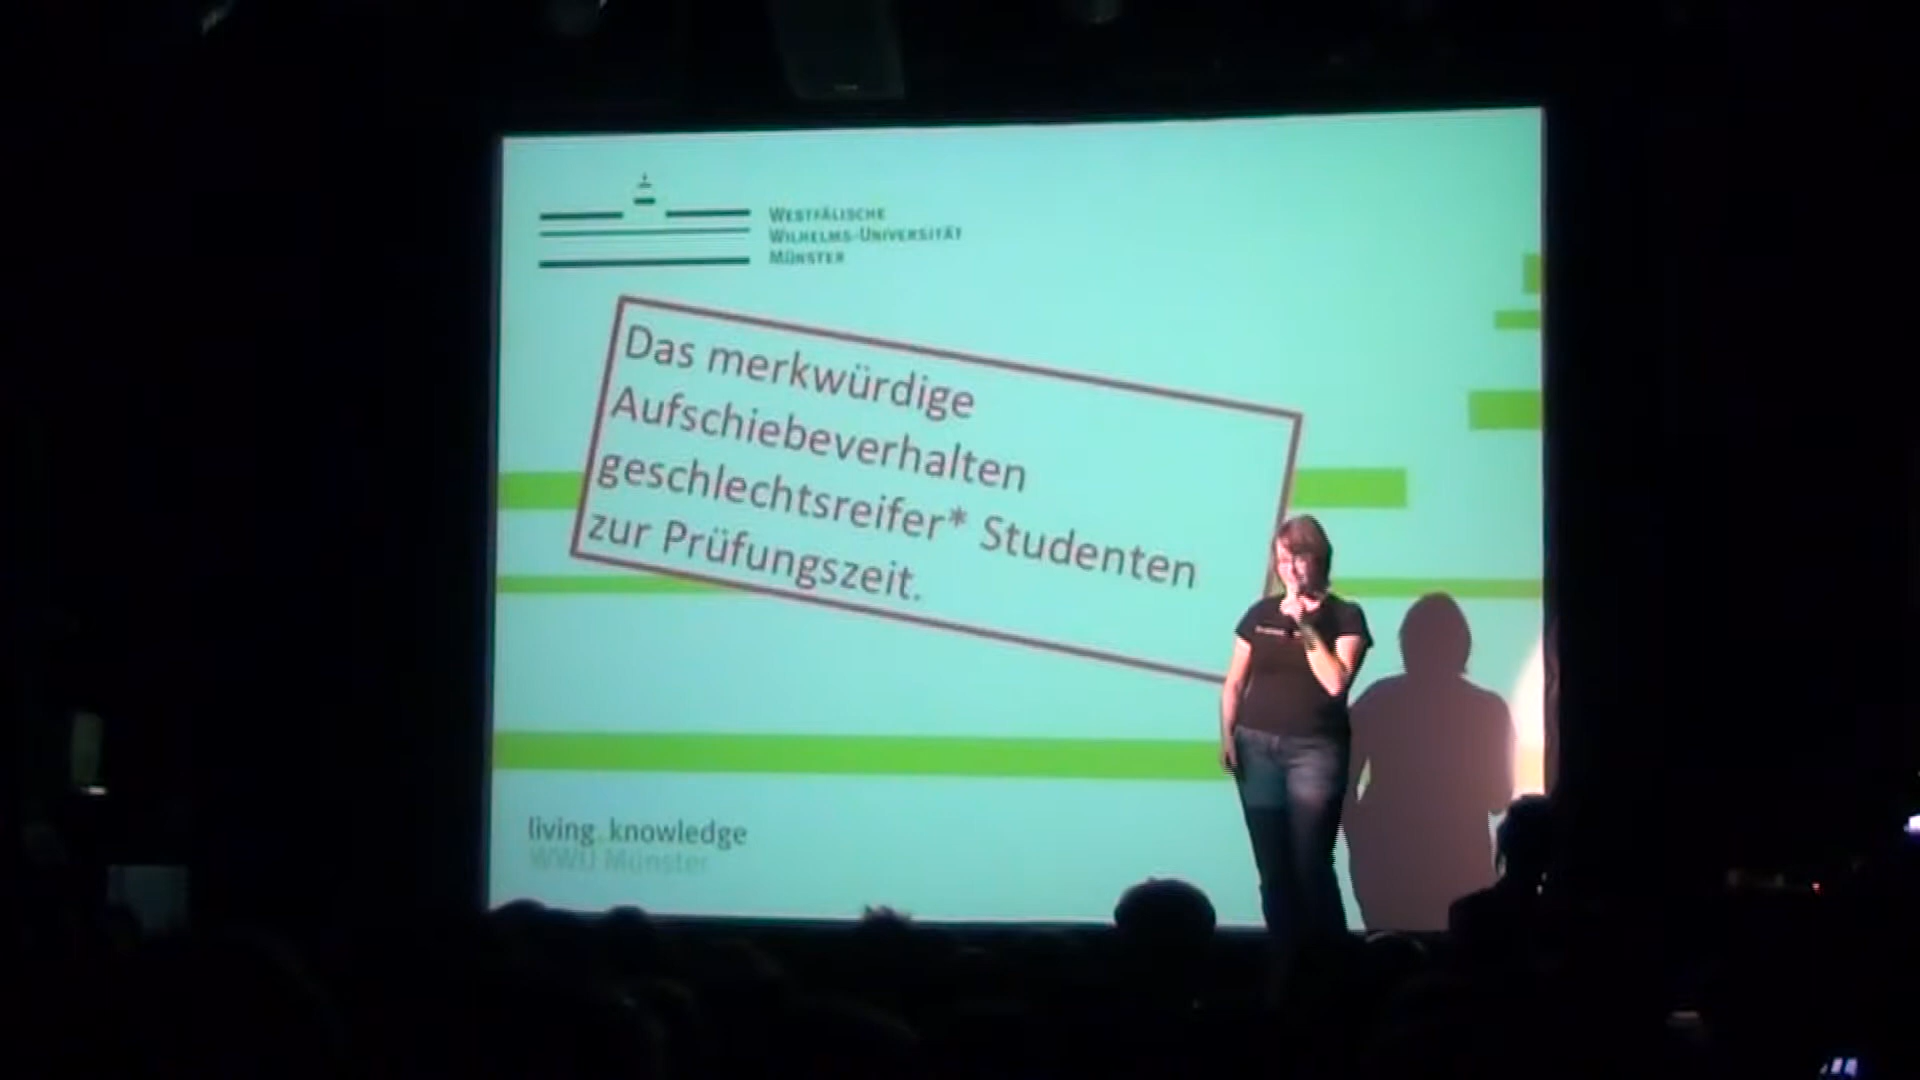 Westfälische
Wilhelms-Universität
Münster
Das merkwürdige
Aufschiebeverhalten
geschlechtsreifer* Studenten
zur Prüfungszeit.
living.knowledge
WWU Münster